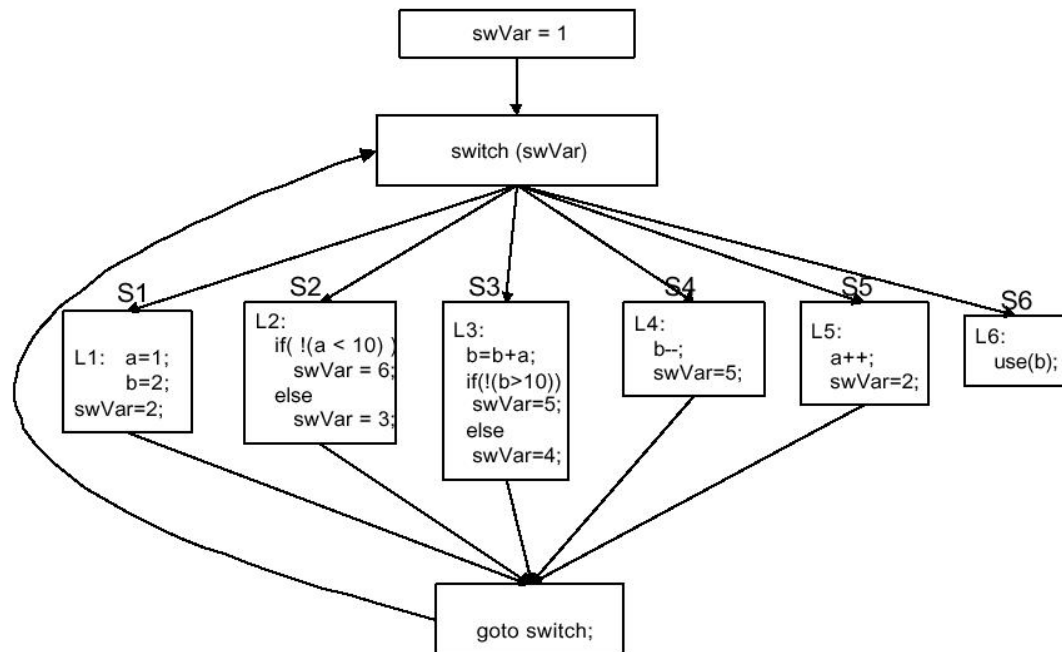 swVar = 1
switch (swVar)
S1
L1: a=1;
b=2;
swVar=2;
S2
L2:
if( !(a < 10) )
swVar = 6;
else
swVar = 3;
S3
L3:
b=b+a;
if(!(b>10))
swVar=5;
else
swVar=4;
S4
L4:
b--;
swVar=5;
S5
L5:
a++;
swVar=2;
S6
L6:
use(b);
goto switch;